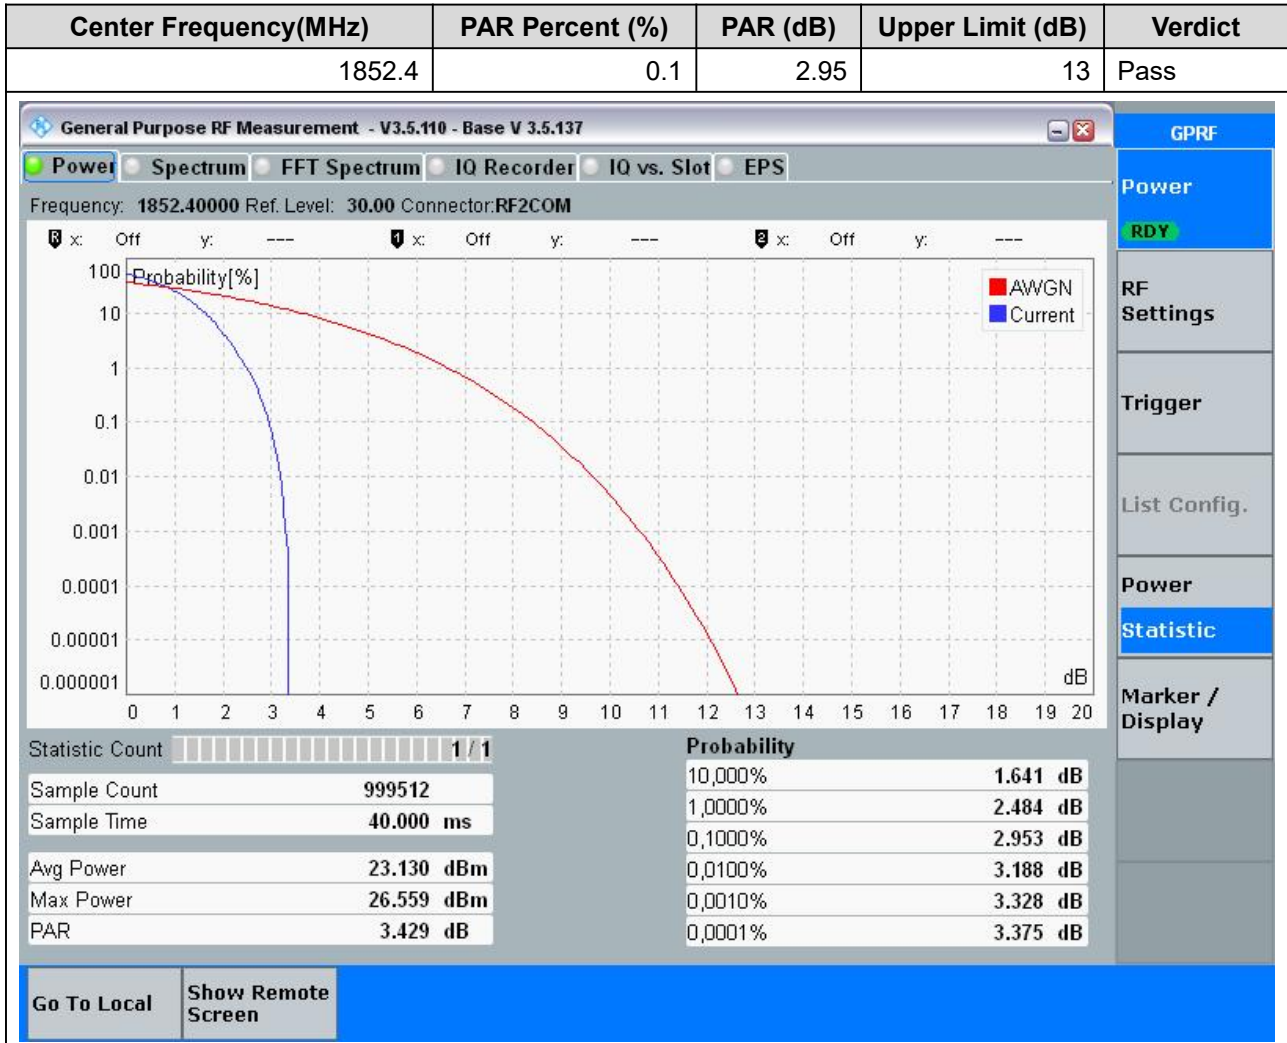 Center Frequency(MHz) PAR Percent (%) PAR (dB) Upper Limit (dB) Verdict
1852.4 0.1 2.95 13 Pass
General Purpose RF Measurement - V3.5.110 - Base V 3.5.137
GPRF
Power Spectrum FFT Spectrum IQ Recorder IQ vs. Slot EPS
Frequency: 1852.40000 Ref. Level: 30.00 Connector:RF2COM
R x: Off y: --- 1 x: Off y: --- 2 x: Off y: ---
Probability[%]
100
10
1
0.1
0.01
0.001
0.0001
0.00001
0.000001
AWGN
Current
dB
0 1 2 3 4 5 6 7 8 9 10 11 12 13 14 15 16 17 18 19 20
Statistic Count 1 / 1
Sample Count 999512
Sample Time 40.000 ms
Avg Power 23.130 dBm
Max Power 26.559 dBm
PAR 3.429 dB
Probability
10,000% 1.641 dB
1,0000% 2.484 dB
0,1000% 2.953 dB
0,0100% 3.188 dB
0,0010% 3.328 dB
0,0001% 3.375 dB
Power
RDY
RF
Settings
Trigger
List Config.
Power
Statistic
Marker /
Display
Go To Local
Show Remote
Screen